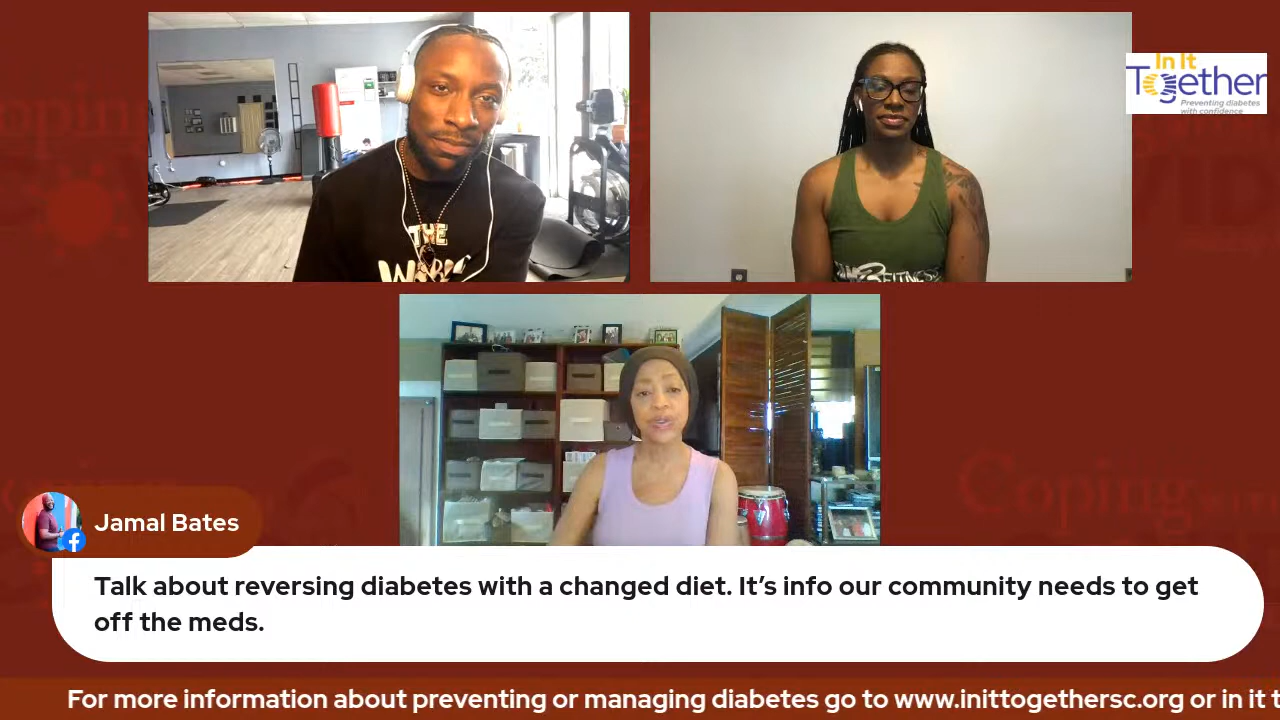 In It
Together
Preventing diabetes
with confidence
THE
Coping
Jamal Bates
Talk about reversing diabetes with a changed diet. It’s info our community needs to get
off the meds.
For more information about preventing or managing diabetes go to www.inittogethersc.org or in it t